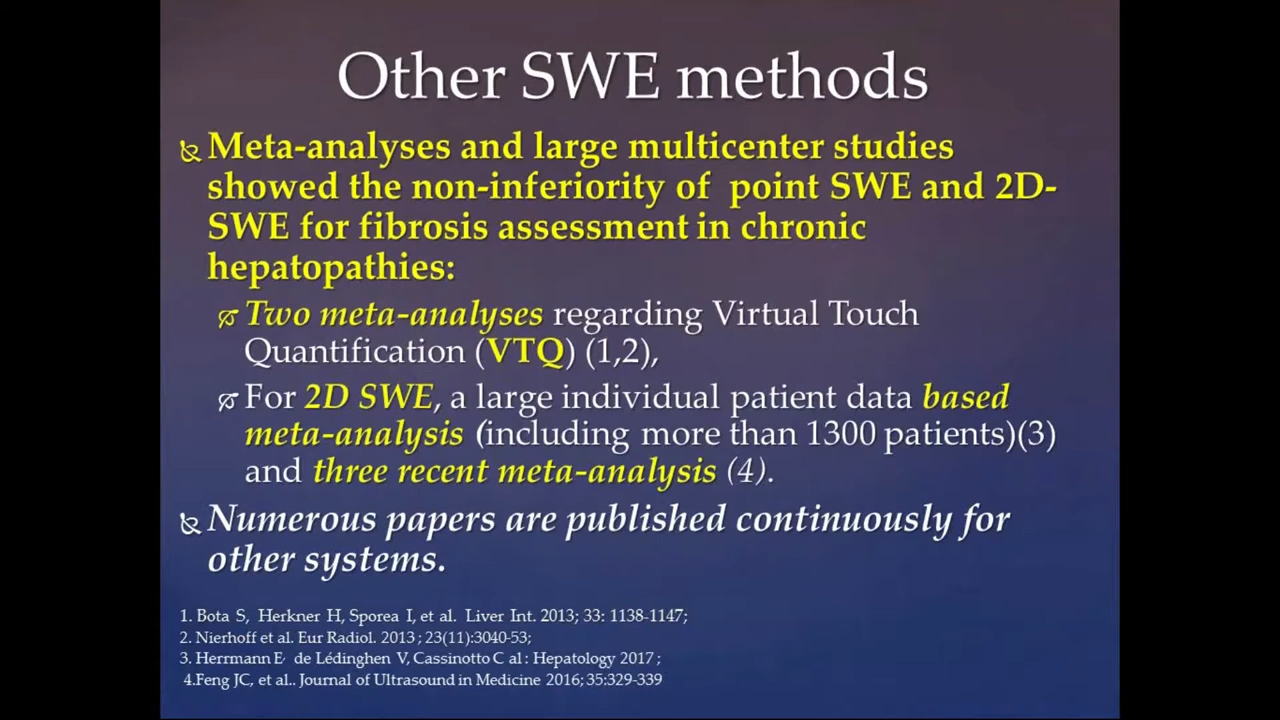 Other SWE methods
Meta-analyses and large multicenter studies
showed the non-inferiority of point SWE and 2D-
SWE for fibrosis assessment in chronic
hepatopathies:
Two meta-analyses regarding Virtual Touch
Quantification (VTQ) (1,2),
For 2D SWE, a large individual patient data based
meta-analysis (including more than 1300 patients)(3)
and three recent meta-analysis (4).
Numerous papers are published continuously for
other systems.
1. Bota S, Herkner H, Sporea I, et al. Liver Int. 2013; 33: 1138-1147;
2. Nierhoff et al. Eur Radiol. 2013 ; 23(11):3040-53;
3. Herrmann E, de Lédinghen V, Cassinotto C al : Hepatology 2017 ;
4.Feng JC, et al.. Journal of Ultrasound in Medicine 2016; 35:329-339